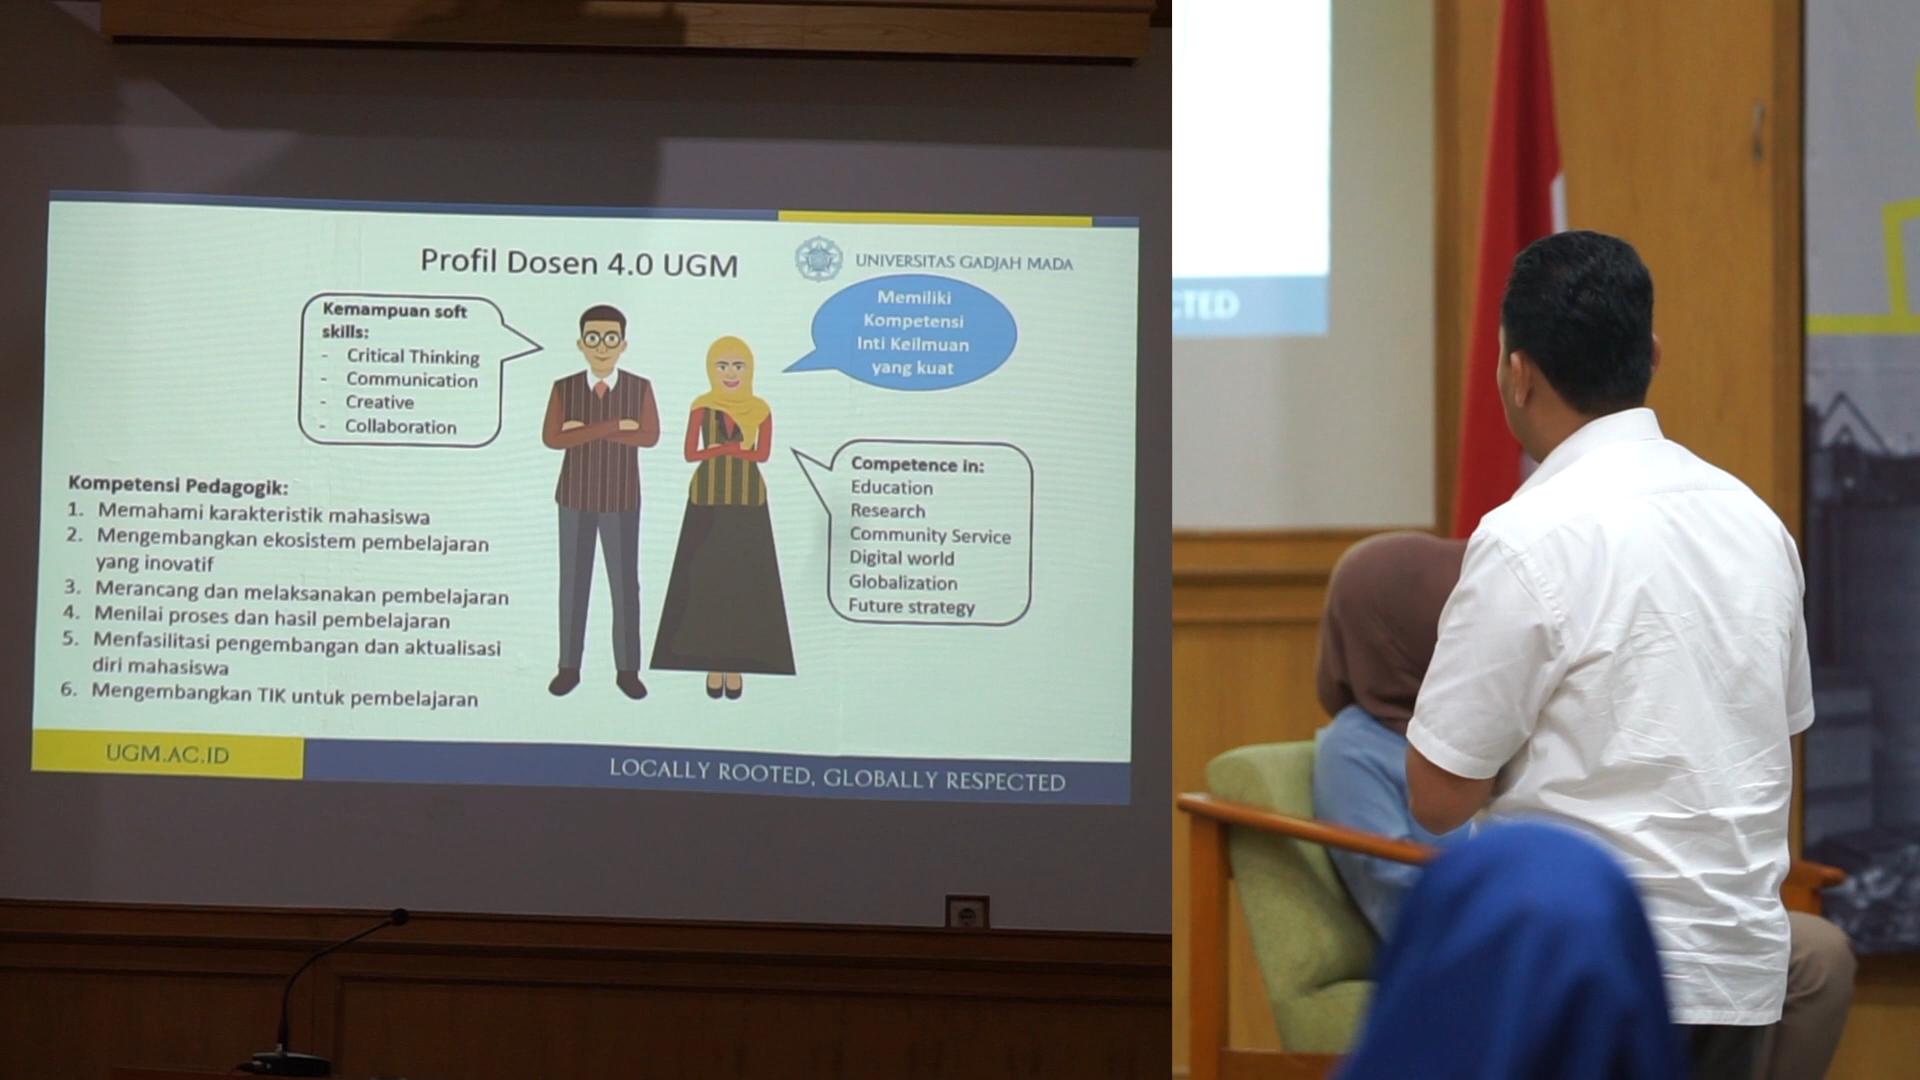 Profil Dosen 4.0 UGM
UNIVERSITAS GADJAH MADA
Kemampuan soft
skills:
- Critical Thinking
- Communication
- Creative
- Collaboration
Memiliki
Kompetensi
Inti Keilmuan
yang kuat
Competence in:
Education
Research
Community Service
Digital world
Globalization
Future strategy
Kompetensi Pedagogik:
1. Memahami karakteristik mahasiswa
2. Mengembangkan ekosistem pembelajaran
yang inovatif
3. Merancang dan melaksanakan pembelajaran
4. Menilai proses dan hasil pembelajaran
5. Menfasilitasi pengembangan dan aktualisasi
diri mahasiswa
6. Mengembangkan TIK untuk pembelajaran
UGM.AC.ID
LOCALLY ROOTED, GLOBALLY RESPECTED
CTED